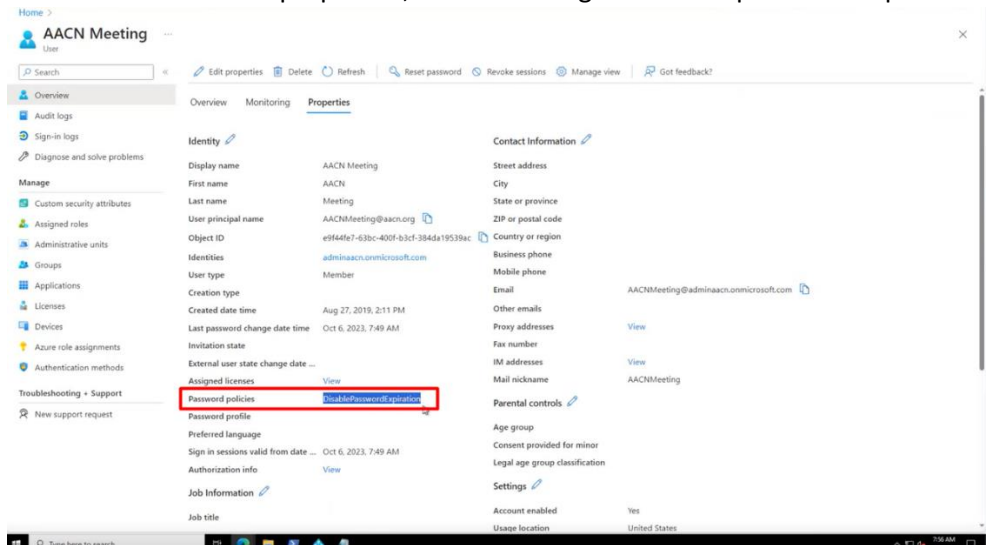 Home >
AACN Meeting ...
User
Search
Edit properties Delete Refresh Reset password Revoke sessions Manage view Got feedback?
Overview
Audit logs
Sign-in logs
Diagnose and solve problems
Manage
Custom security attributes
Assigned roles
Administrative units
Groups
Applications
Licenses
Devices
Azure role assignments
Authentication methods
Troubleshooting + Support
New support request
Overview Monitoring Properties
Identity
Display name AACN Meeting
First name AACN
Last name Meeting
User principal name AACNMeeting@aacn.org
Object ID e9f44fe7-63bc-400f-b3cf-384da19539ac
Identities adminaacn.onmicrosoft.com
User type Member
Creation type
Created date time Aug 27, 2019, 2:11 PM
Last password change date time Oct 6, 2023, 7:49 AM
Invitation state
External user state change date ...
Assigned licenses View
Password policies DisablePasswordExpiration
Password profile
Preferred language
Sign in sessions valid from date ... Oct 6, 2023, 7:49 AM
Authorization info View
Job Information
Job title
Contact Information
Street address
City
State or province
ZIP or postal code
Country or region
Business phone
Mobile phone
Email AACNMeeting@adminaacn.onmicrosoft.com
Other emails
Proxy addresses View
Fax number
IM addresses View
Mail nickname AACNMeeting
Parental controls
Age group
Consent provided for minor
Legal age group classification
Settings
Account enabled Yes
Usage location United States
Type here to search
7:56 AM